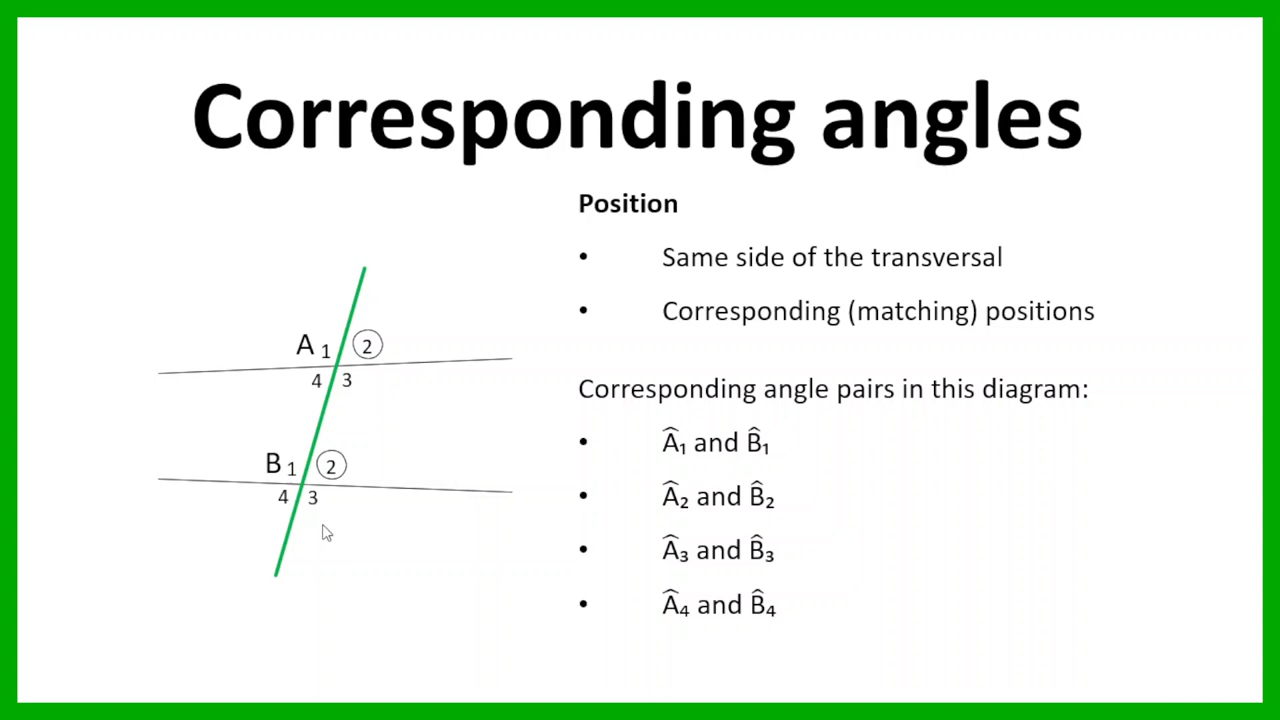 Corresponding angles
Position
• Same side of the transversal
• Corresponding (matching) positions
A 1 2
4 3
B 1 2
4 3
Corresponding angle pairs in this diagram:
• Â₁ and B̂₁
• Â₂ and B̂₂
• Â₃ and B̂₃
• Â₄ and B̂₄